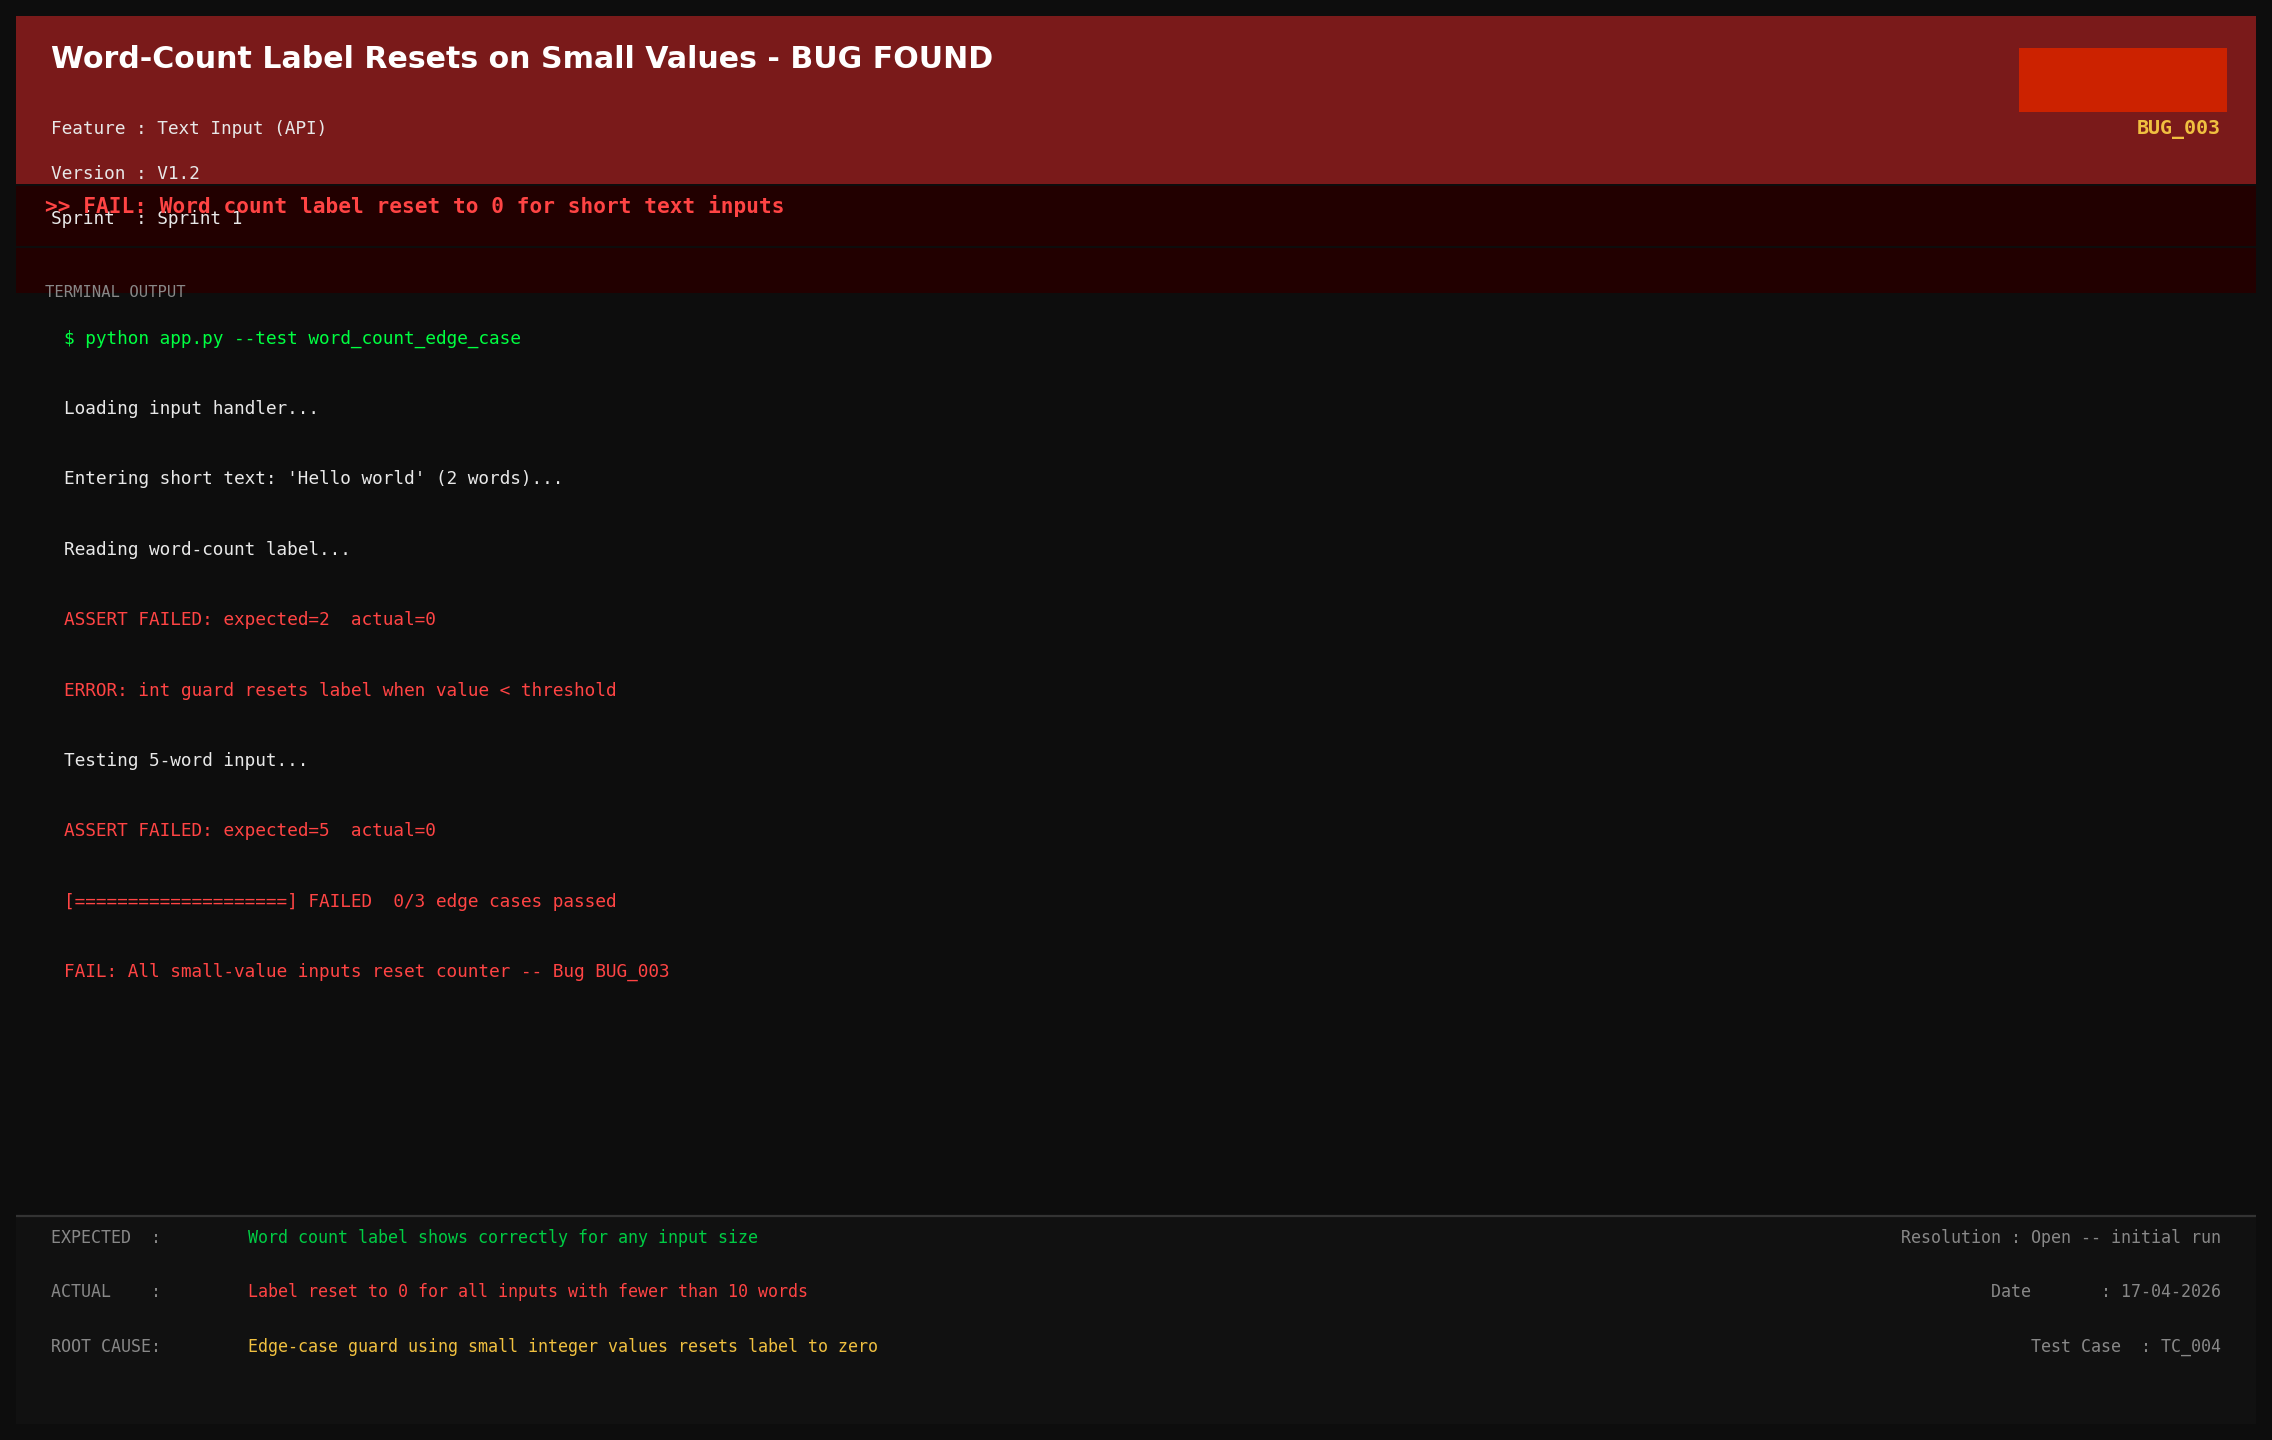 Word-Count Label Resets on Small Values - BUG FOUND
Feature : Text Input (API)
BUG_003
Version : V1.2
>> FAIL: Word count label reset to 0 for short text inputs
Sprint  : Sprint 1
TERMINAL OUTPUT
$ python app.py --test word_count_edge_case
Loading input handler...
Entering short text: 'Hello world' (2 words)...
Reading word-count label...
ASSERT FAILED: expected=2  actual=0
ERROR: int guard resets label when value < threshold
Testing 5-word input...
ASSERT FAILED: expected=5  actual=0
[====================] FAILED  0/3 edge cases passed
FAIL: All small-value inputs reset counter -- Bug BUG_003
EXPECTED  : Word count label shows correctly for any input size
Resolution : Open -- initial run
ACTUAL    : Label reset to 0 for all inputs with fewer than 10 words
Date       : 17-04-2026
ROOT CAUSE: Edge-case guard using small integer values resets label to zero
Test Case  : TC_004